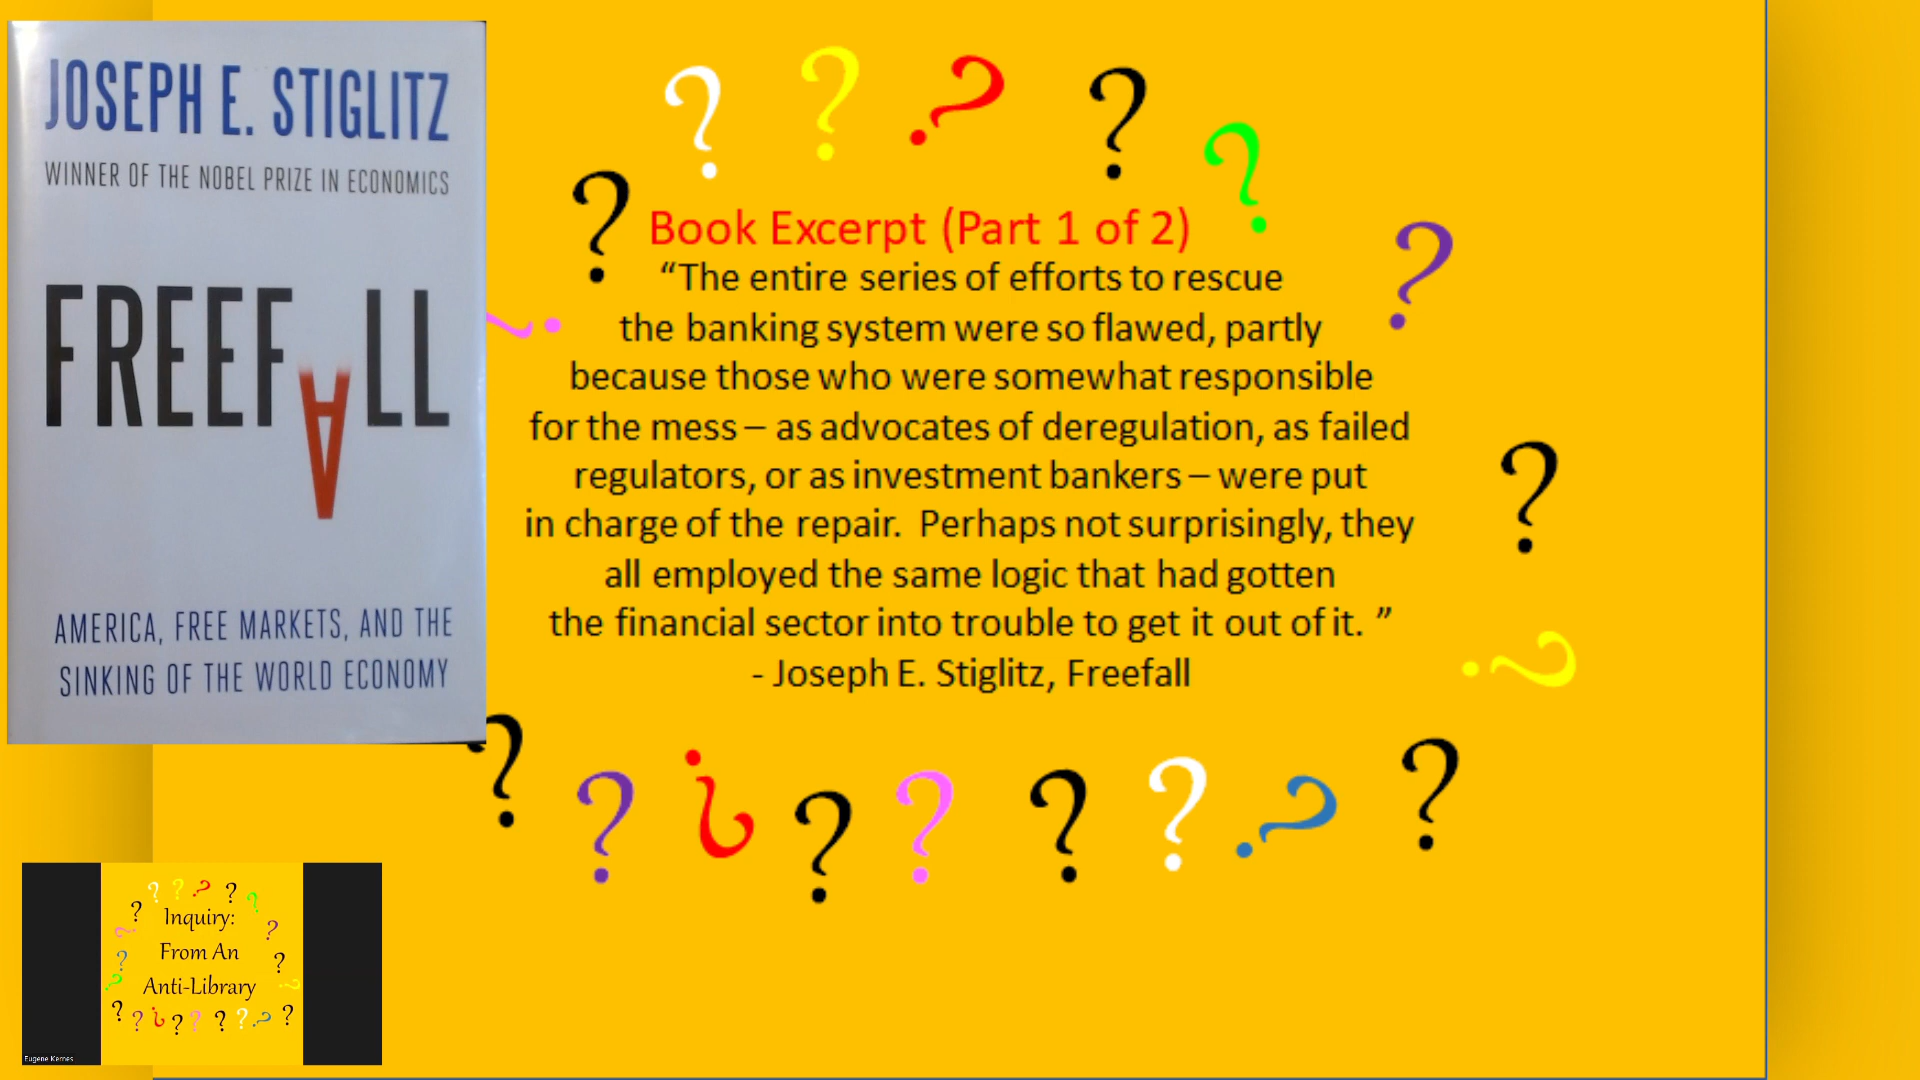 JOSEPH E. STIGLITZ
WINNER OF THE NOBEL PRIZE IN ECONOMICS
FREEFALL
AMERICA, FREE MARKETS, AND THE
SINKING OF THE WORLD ECONOMY
Book Excerpt (Part 1 of 2)
“The entire series of efforts to rescue
the banking system were so flawed, partly
because those who were somewhat responsible
for the mess – as advocates of deregulation, as failed
regulators, or as investment bankers – were put
in charge of the repair. Perhaps not surprisingly, they
all employed the same logic that had gotten
the financial sector into trouble to get it out of it. ”
- Joseph E. Stiglitz, Freefall
Inquiry:
From An
Anti-Library
Eugene Kernes